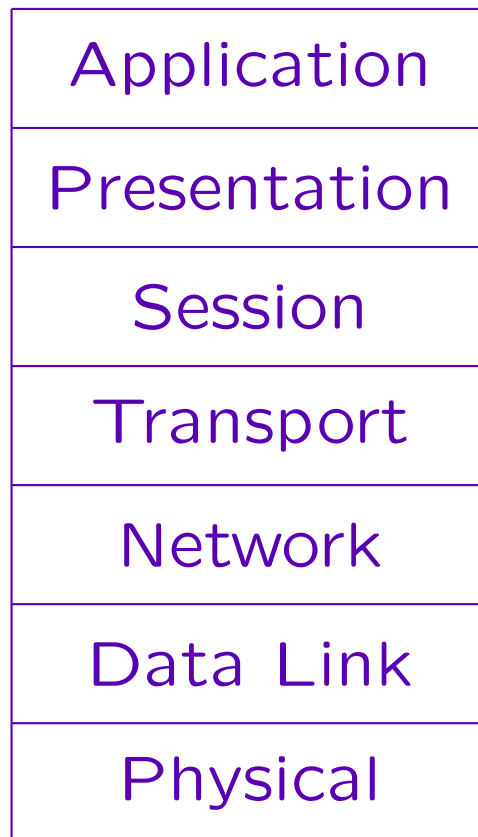 Application
Presentation
Session
Transport
Network
Data Link
Physical